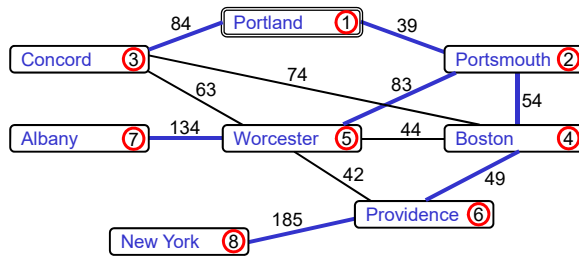 84
Portland 1
39
Concord 3
Portsmouth 2
63
74
83
54
Albany 7
134
Worcester 5
44
Boston 4
42
49
Providence 6
New York 8
185